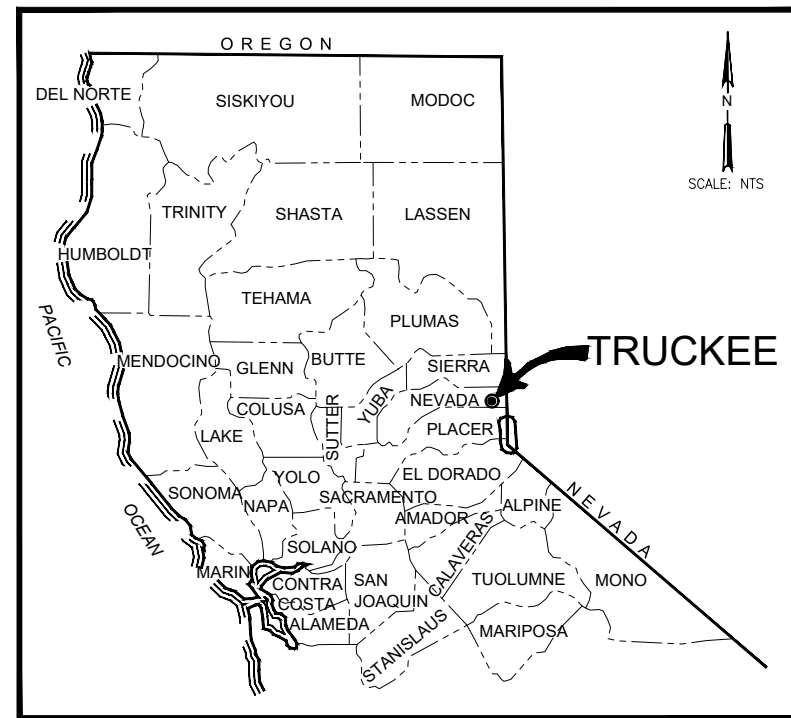 OREGON
DEL NORTE
SISKIYOU
MODOC
N
SCALE: NTS
TRINITY
SHASTA
LASSEN
HUMBOLDT
TEHAMA
PLUMAS
PACIFIC
MENDOCINO
GLENN
BUTTE
SIERRA
TRUCKEE
COLUSA
SUTTER
YUBA
NEVADA
LAKE
PLACER
YOLO
EL DORADO
SONOMA
NAPA
SACRAMENTO
NEVADA
OCEAN
AMADOR
ALPINE
SOLANO
CALAVERAS
MARIN
CONTRA
COSTA
SAN
JOAQUIN
TUOLUMNE
MONO
ALAMEDA
STANISLAUS
MARIPOSA